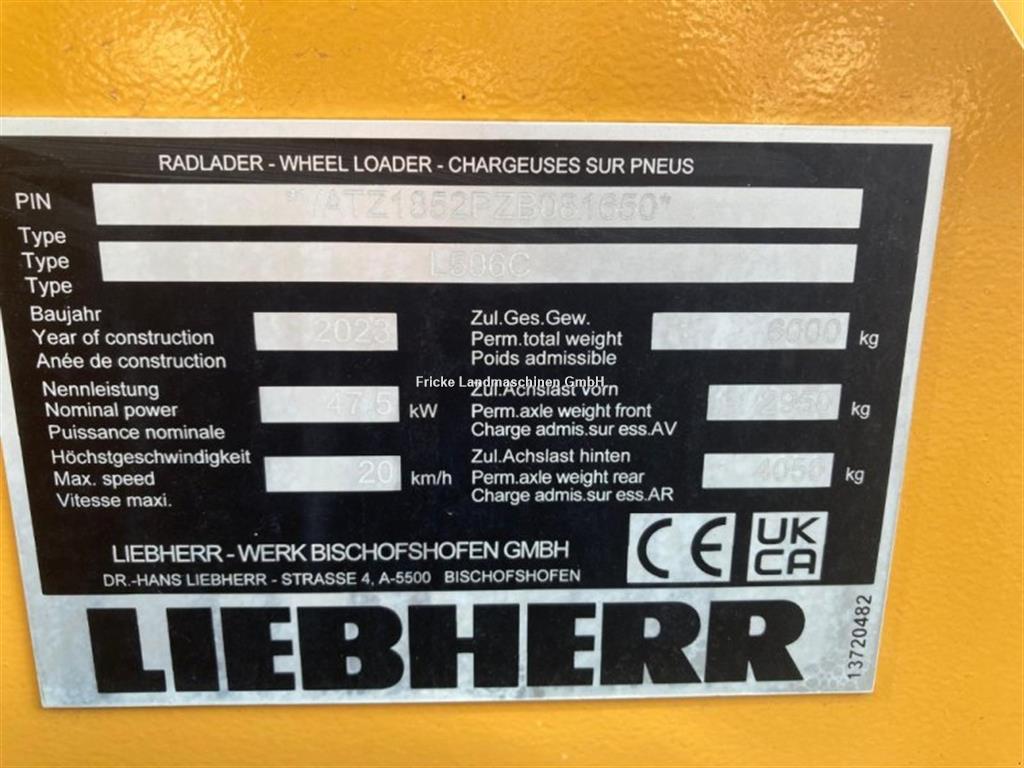 RADLADER - WHEEL LOADER - CHARGEUSES SUR PNEUS
PIN *VATZ1852PZB081650*
Type
Type L506C
Type
Baujahr
Year of construction 2023
Anée de construction
Zul.Ges.Gew.
Perm.total weight 6000 kg
Poids admissible
Nennleistung
Nominal power 47.5 kW
Puissance nominale
Fricke Landmaschinen GmbH
Zul.Achslast vorn
Perm.axle weight front 2950 kg
Charge admis.sur ess.AV
Höchstgeschwindigkeit
Max. speed 20 km/h
Vitesse maxi.
Zul.Achslast hinten
Perm.axle weight rear 4050 kg
Charge admis.sur ess.AR
LIEBHERR - WERK BISCHOFSHOFEN GMBH
DR.-HANS LIEBHERR - STRASSE 4, A-5500 BISCHOFSHOFEN
CE
UK
CA
LIEBHERR
13720482